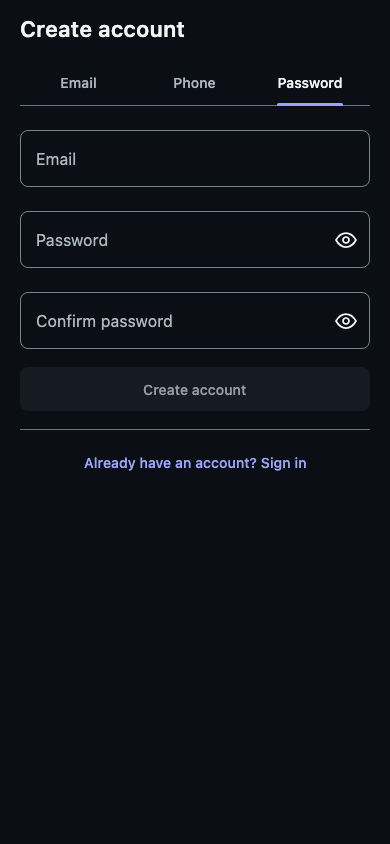 Create account
Email
Phone
Password
Email
Password
Confirm password
Create account
Already have an account? Sign in